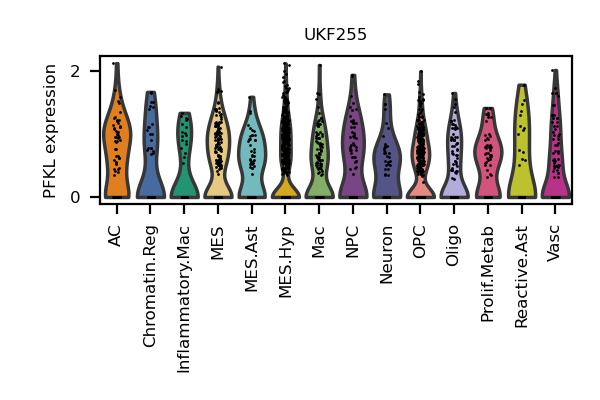 UKF255
PFKL expression
2
0
AC
Chromatin.Reg
Inflammatory.Mac
MES
MES.Ast
MES.Hyp
Mac
NPC
Neuron
OPC
Oligo
Prolif.Metab
Reactive.Ast
Vasc